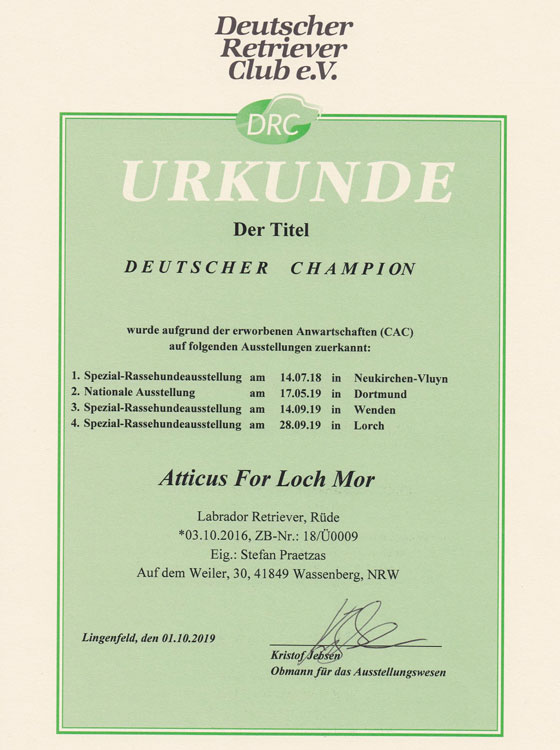 Deutscher
Retriever
Club e.V.
DRC
URKUNDE
Der Titel
DEUTSCHER CHAMPION
wurde aufgrund der erworbenen Anwartschaften (CAC)
auf folgenden Ausstellungen zuerkannt:
1. Spezial-Rassehundeausstellung am 14.07.18 in Neukirchen-Vluyn
2. Nationale Ausstellung am 17.05.19 in Dortmund
3. Spezial-Rassehundeausstellung am 14.09.19 in Wenden
4. Spezial-Rassehundeausstellung am 28.09.19 in Lorch
Atticus For Loch Mor
Labrador Retriever, Rüde
*03.10.2016, ZB-Nr.: 18/Ü0009
Eig.: Stefan Praetzas
Auf dem Weiler, 30, 41849 Wassenberg, NRW
Lingenfeld, den 01.10.2019
Kristof Jebsen
Obmann für das Ausstellungswesen